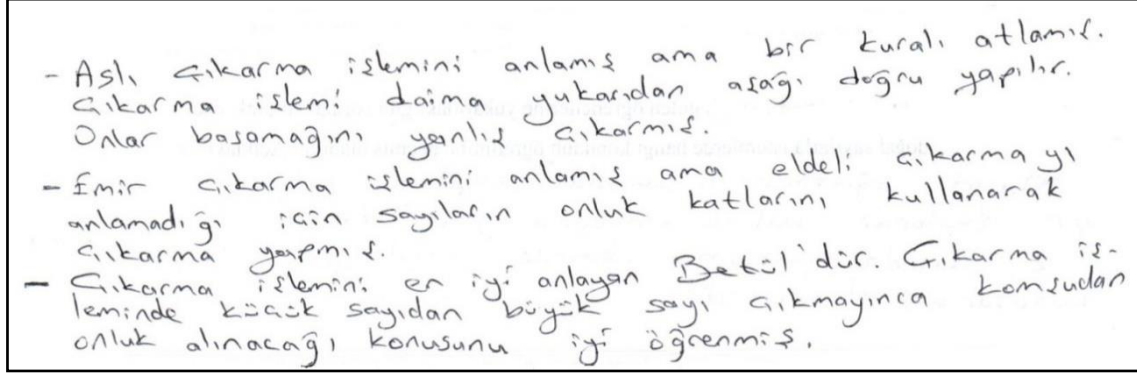 - Aslı çıkarma işlemini anlamış ama bir kuralı atlamış.
Çıkarma işlemi daima yukarıdan aşağı doğru yapılır.
Onlar basamağını yanlış çıkarmış.
- Emir çıkarma işlemini anlamış ama eldeli çıkarmayı
anlamadığı için sayıların onluk katlarını kullanarak
çıkarma yapmış.
- Çıkarma işlemini en iyi anlayan Betül'dür. Çıkarma iş-
leminde küçük sayıdan büyük sayı çıkmayınca komşudan
onluk alınacağı konusunu iyi öğrenmiş.